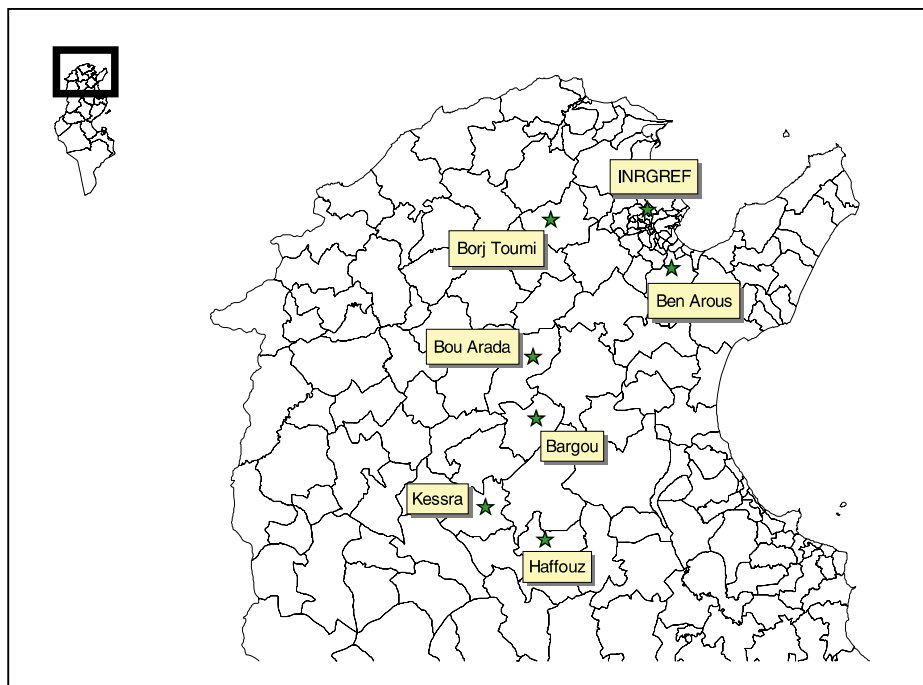 INRGREF
Borj Toumi
Ben Arous
Bou Arada
Bargou
Kessra
Haffouz